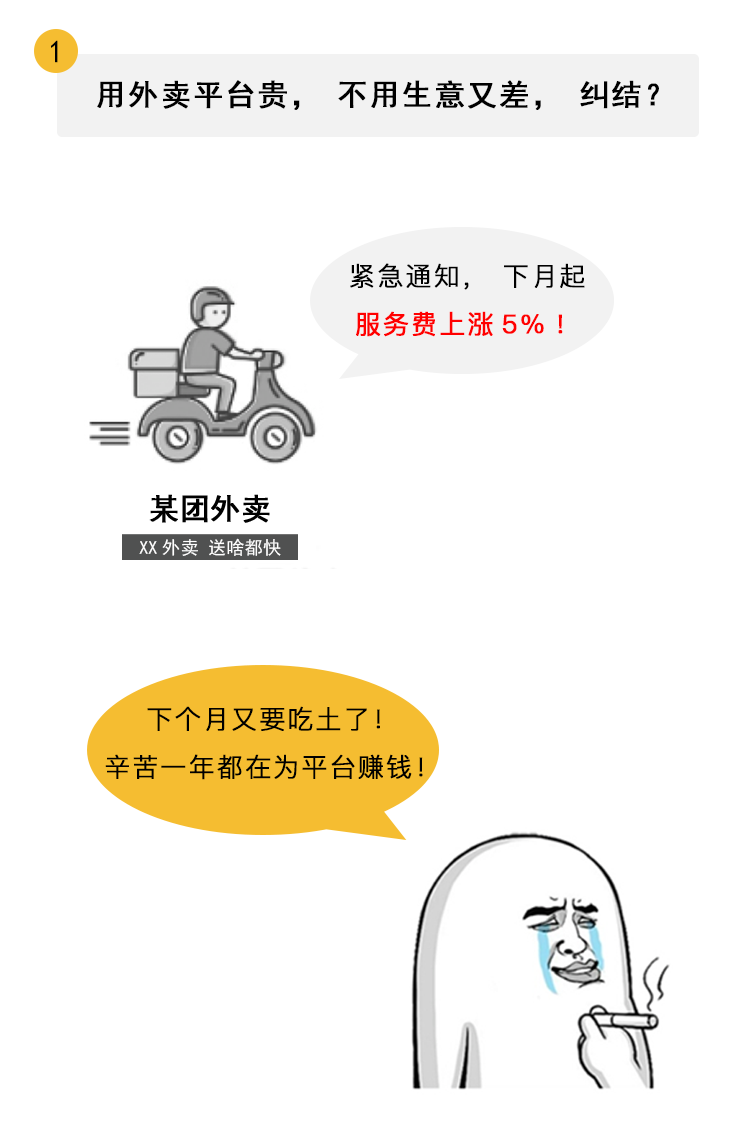 1
用外卖平台贵， 不用生意又差， 纠结？
紧急通知， 下月起
服务费上涨5%！
某团外卖
XX外卖 送啥都快
下个月又要吃土了！
辛苦一年都在为平台赚钱！